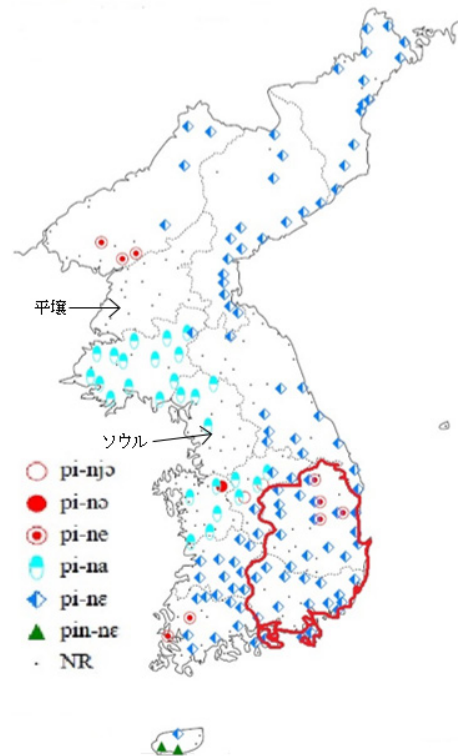 平壌
ソウル
pi-njɔ
pi-nɔ
pi-ne
pi-na
pi-nɛ
pin-nɛ
NR